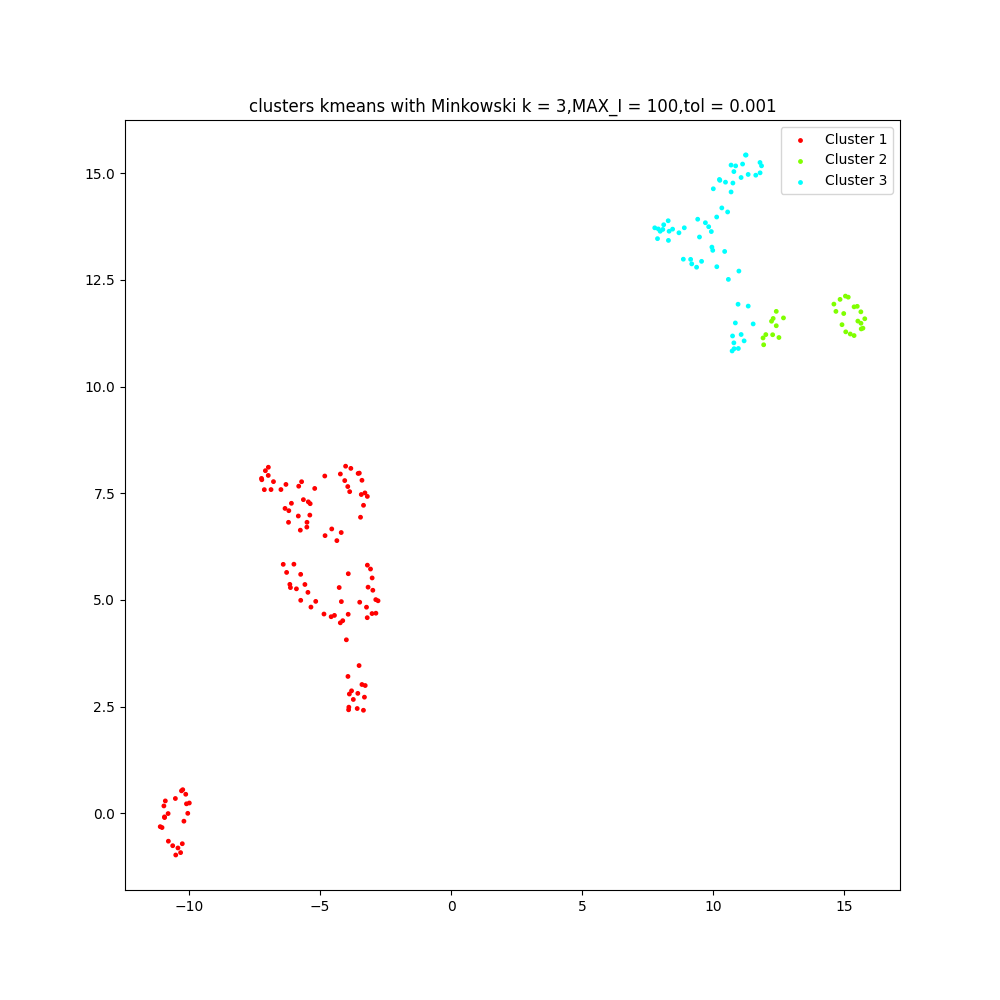 clusters kmeans with Minkowski k = 3,MAX_I = 100,tol = 0.001
Cluster 1
Cluster 2
Cluster 3
15.0
12.5
10.0
7.5
5.0
2.5
0.0
−10 −5 0 5 10 15